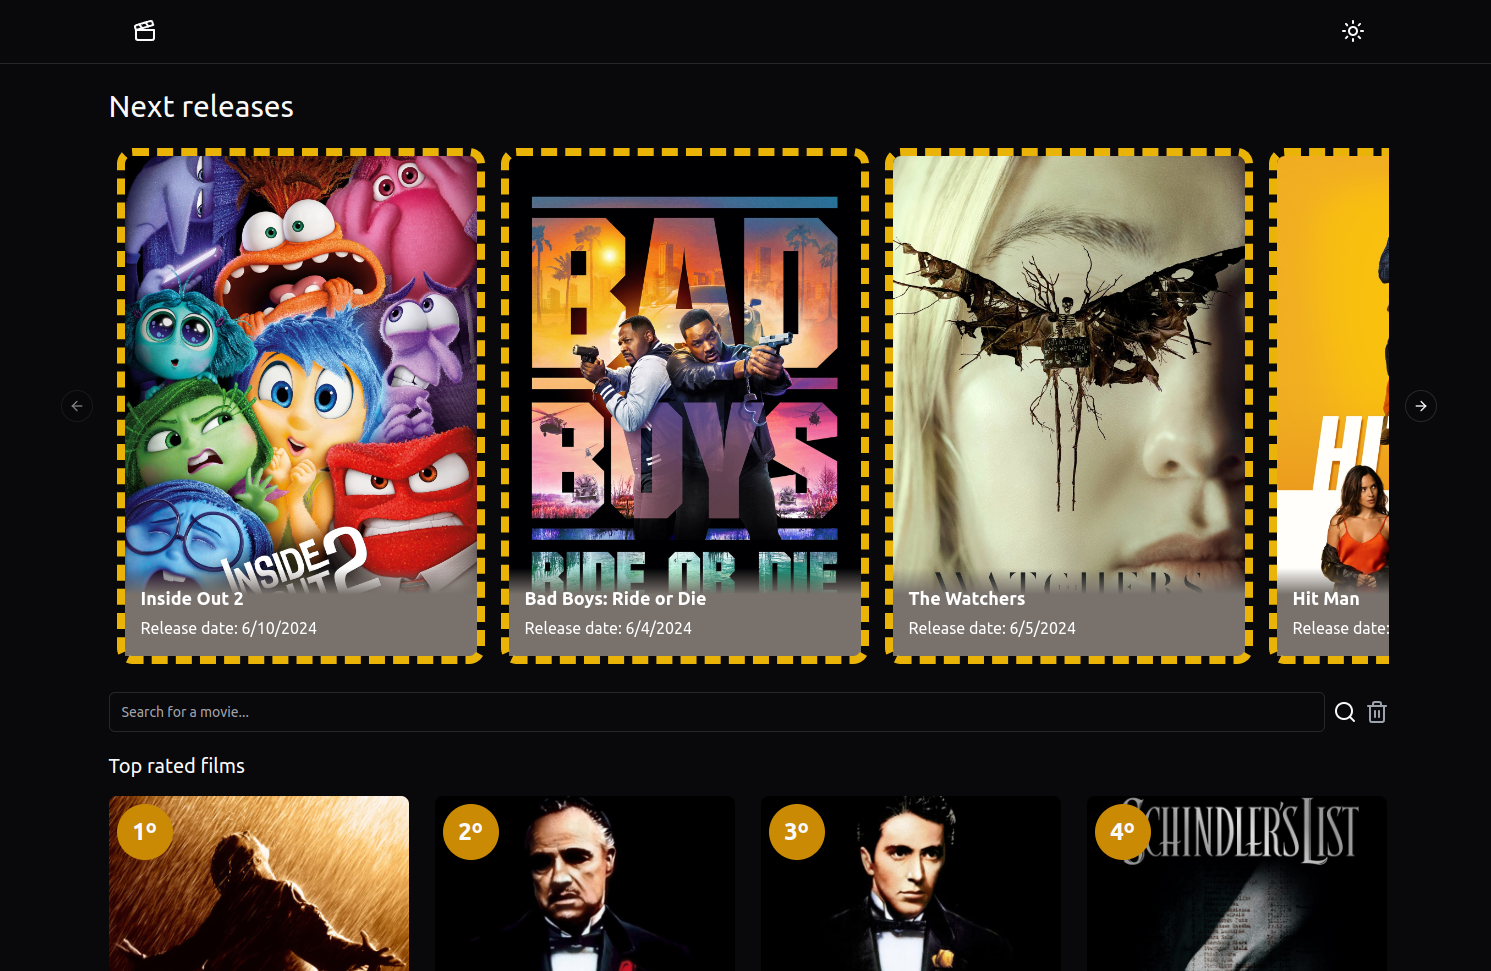 Next releases
INSIDE
OUT 2
Inside Out 2
Release date: 6/10/2024
BAD
BOYS
RIDE OR DIE
Bad Boys: Ride or Die
Release date: 6/4/2024
WATCHERS
The Watchers
Release date: 6/5/2024
HI
Hit Man
Release date:
Search for a movie...
Top rated films
1º
2º
3º
4º
SCHINDLER'S LIST